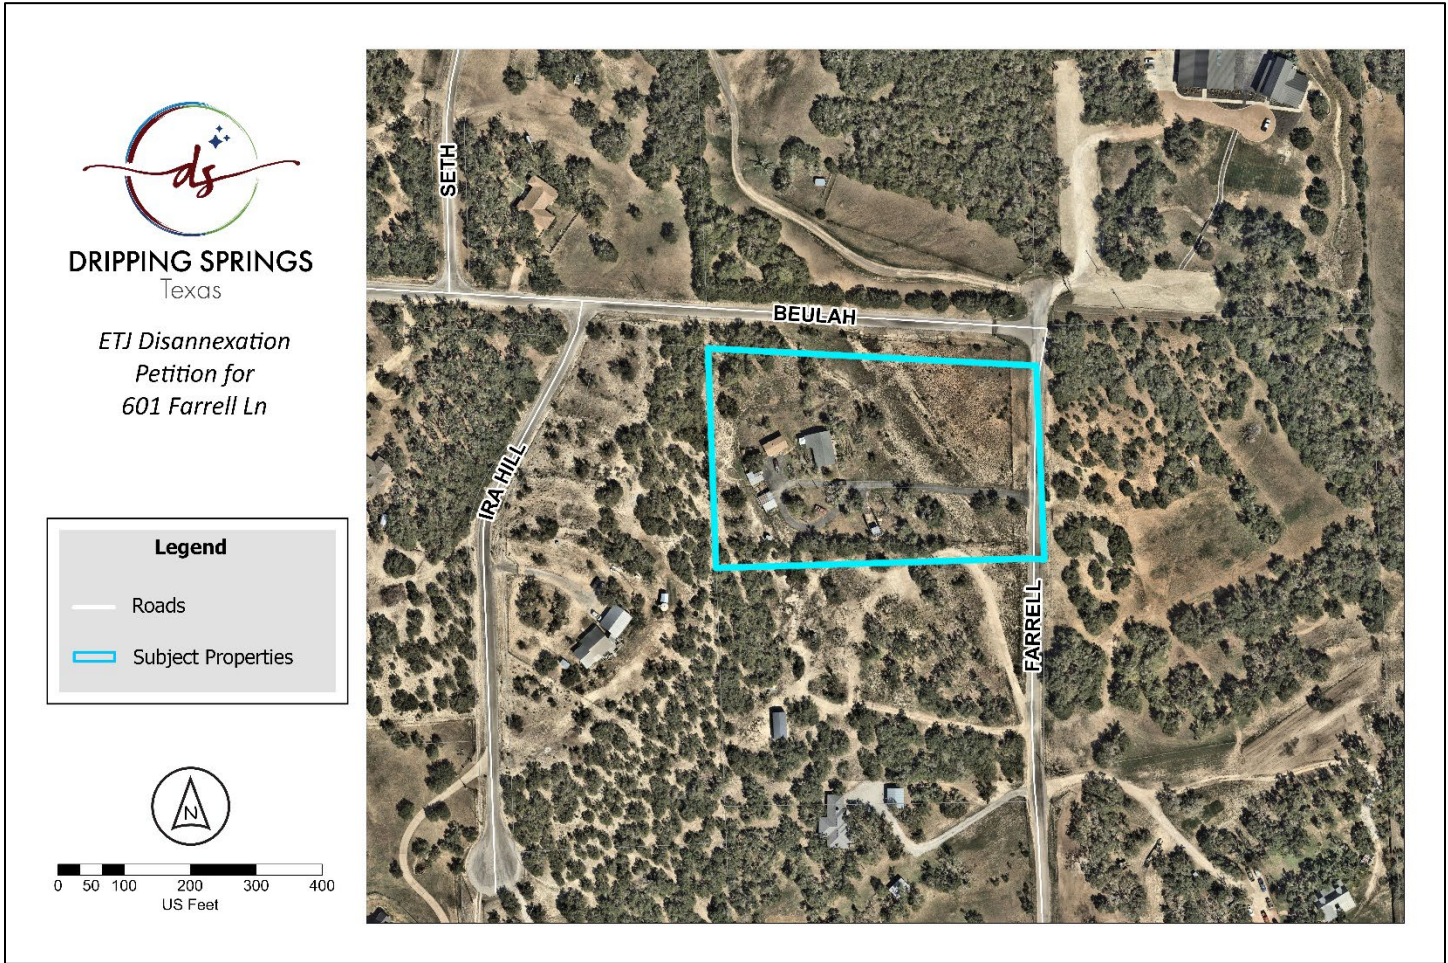 ds
DRIPPING SPRINGS
Texas
ETJ Disannexation
Petition for
601 Farrell Ln
Legend
Roads
Subject Properties
N
0 50 100 200 300 400
US Feet
SETH
BEULAH
IRA HILL
FARRELL